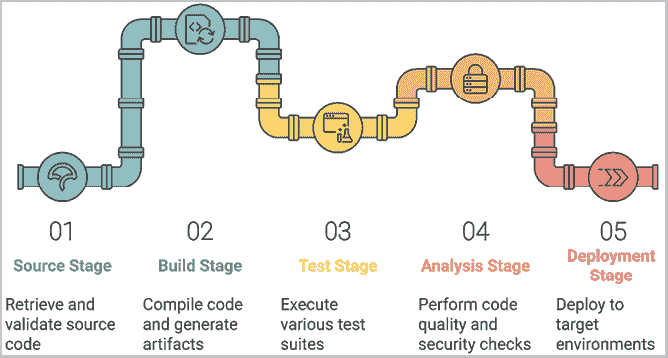 01
Source Stage
Retrieve and
validate source
code
02
Build Stage
Compile code
and generate
artifacts
03
Test Stage
Execute
various test
suites
04
Analysis Stage
Perform code
quality and
security checks
05
Deployment
Stage
Deploy to
target
environments